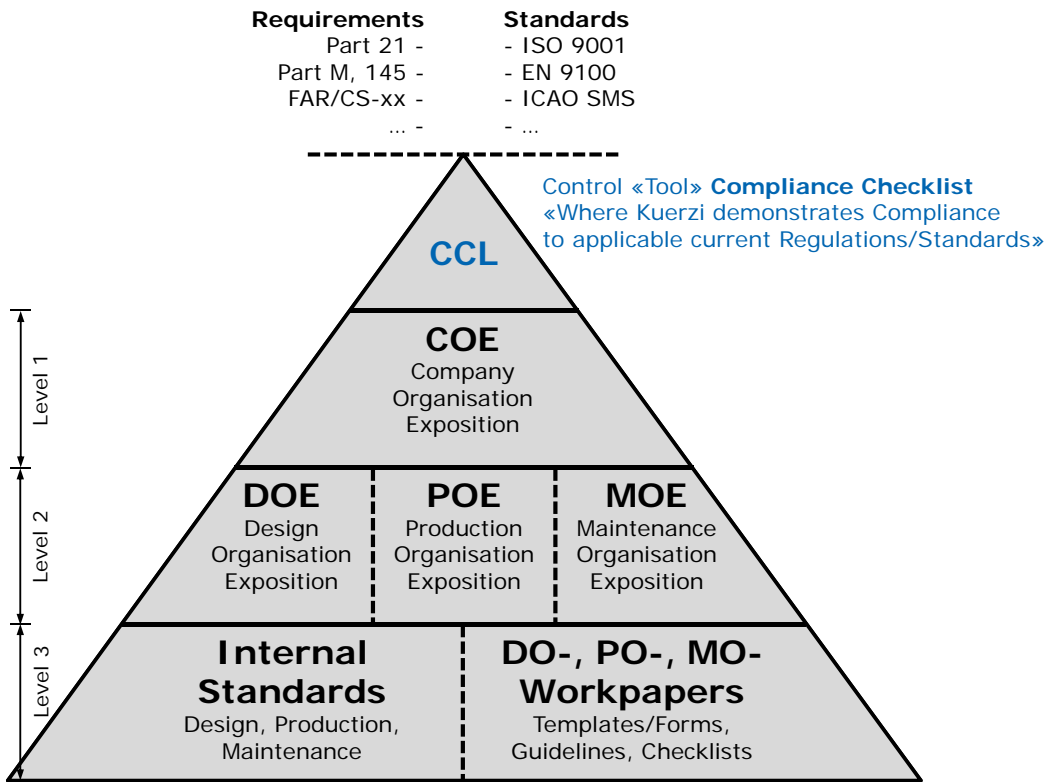 Requirements
Part 21 -
Part M, 145 -
FAR/CS-xx -
... -
Standards
- ISO 9001
- EN 9100
- ICAO SMS
- ...
Control «Tool» Compliance Checklist
«Where Kuerzi demonstrates Compliance
to applicable current Regulations/Standards»
CCL
Level 1
COE
Company
Organisation
Exposition
Level 2
DOE
Design
Organisation
Exposition
POE
Production
Organisation
Exposition
MOE
Maintenance
Organisation
Exposition
Level 3
Internal
Standards
Design, Production,
Maintenance
DO-, PO-, MO-
Workpapers
Templates/Forms,
Guidelines, Checklists